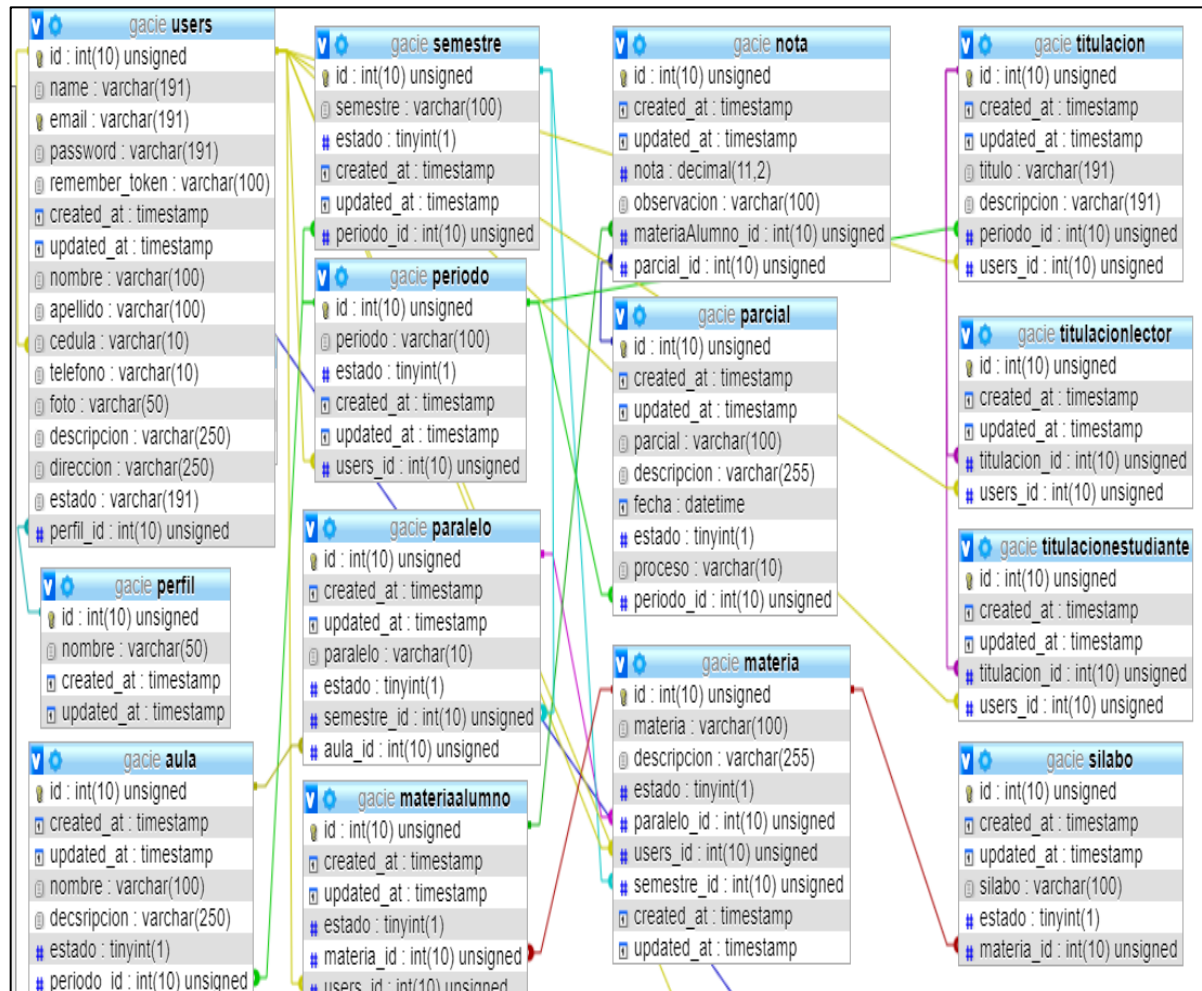 gacie users
id : int(10) unsigned
name : varchar(191)
email : varchar(191)
password : varchar(191)
remember_token : varchar(100)
created_at : timestamp
updated_at : timestamp
nombre : varchar(100)
apellido : varchar(100)
cedula : varchar(10)
telefono : varchar(10)
foto : varchar(50)
descripcion : varchar(250)
direccion : varchar(250)
estado : varchar(191)
perfil_id : int(10) unsigned
gacie perfil
id : int(10) unsigned
nombre : varchar(50)
created_at : timestamp
updated_at : timestamp
gacie aula
id : int(10) unsigned
created_at : timestamp
updated_at : timestamp
nombre : varchar(100)
decsripcion : varchar(250)
estado : tinyint(1)
periodo_id : int(10) unsigned
gacie semestre
id : int(10) unsigned
semestre : varchar(100)
estado : tinyint(1)
created_at : timestamp
updated_at : timestamp
periodo_id : int(10) unsigned
gacie periodo
id : int(10) unsigned
periodo : varchar(100)
estado : tinyint(1)
created_at : timestamp
updated_at : timestamp
users_id : int(10) unsigned
gacie paralelo
id : int(10) unsigned
created_at : timestamp
updated_at : timestamp
paralelo : varchar(10)
estado : tinyint(1)
semestre_id : int(10) unsigned
aula_id : int(10) unsigned
gacie materiaalumno
id : int(10) unsigned
created_at : timestamp
updated_at : timestamp
estado : tinyint(1)
materia_id : int(10) unsigned
users_id : int(10) unsigned
gacie nota
id : int(10) unsigned
created_at : timestamp
updated_at : timestamp
nota : decimal(11,2)
observacion : varchar(100)
materiaAlumno_id : int(10) unsigned
parcial_id : int(10) unsigned
gacie parcial
id : int(10) unsigned
created_at : timestamp
updated_at : timestamp
parcial : varchar(100)
descripcion : varchar(255)
fecha : datetime
estado : tinyint(1)
proceso : varchar(10)
periodo_id : int(10) unsigned
gacie materia
id : int(10) unsigned
materia : varchar(100)
descripcion : varchar(255)
estado : tinyint(1)
paralelo_id : int(10) unsigned
users_id : int(10) unsigned
semestre_id : int(10) unsigned
created_at : timestamp
updated_at : timestamp
gacie titulacion
id : int(10) unsigned
created_at : timestamp
updated_at : timestamp
titulo : varchar(191)
descripcion : varchar(191)
periodo_id : int(10) unsigned
users_id : int(10) unsigned
gacie titulacionlector
id : int(10) unsigned
created_at : timestamp
updated_at : timestamp
titulacion_id : int(10) unsigned
users_id : int(10) unsigned
gacie titulacionestudiante
id : int(10) unsigned
created_at : timestamp
updated_at : timestamp
titulacion_id : int(10) unsigned
users_id : int(10) unsigned
gacie silabo
id : int(10) unsigned
created_at : timestamp
updated_at : timestamp
silabo : varchar(100)
estado : tinyint(1)
materia_id : int(10) unsigned